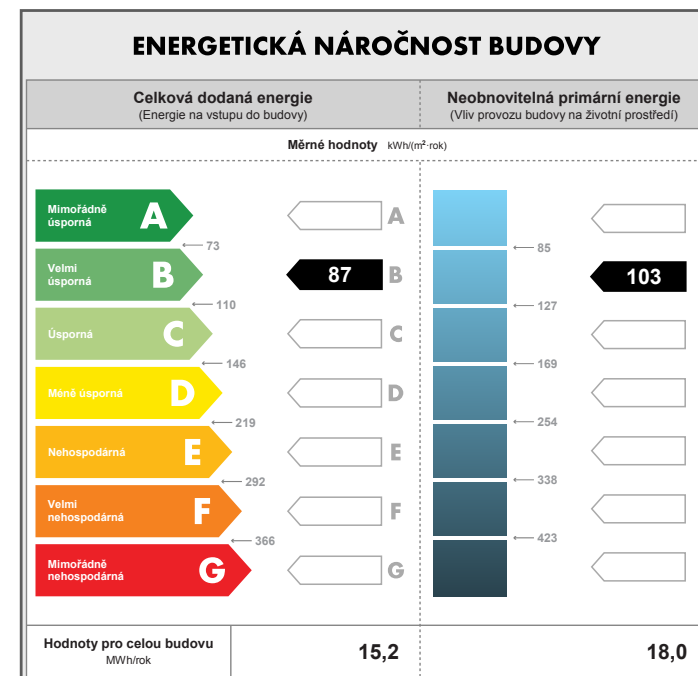 ENERGETICKÁ NÁROČNOST BUDOVY
Celková dodaná energie
(Energie na vstupu do budovy)
Neobnovitelná primární energie
(Vliv provozu budovy na životní prostředí)
Měrné hodnoty kWh/(m²·rok)
Mimořádně
úsporná
A
A
73
85
Velmi
úsporná
B
87
B
103
110
127
Úsporná
C
C
146
169
Méně úsporná
D
D
219
254
Nehospodárná
E
E
292
338
Velmi
nehospodárná
F
F
366
423
Mimořádně
nehospodárná
G
G
Hodnoty pro celou budovu
MWh/rok
15,2
18,0